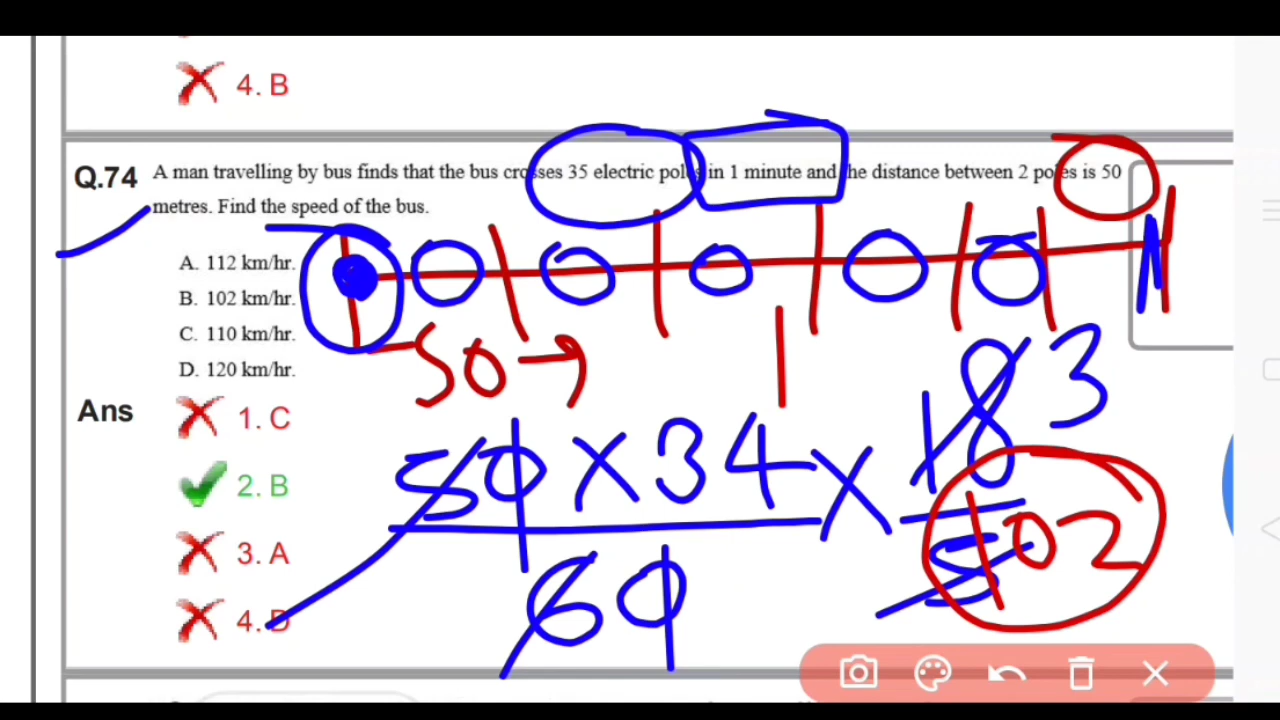 4. B
Q.74 A man travelling by bus finds that the bus crosses 35 electric poles in 1 minute and the distance between 2 poles is 50
metres. Find the speed of the bus.
A. 112 km/hr.
B. 102 km/hr.
C. 110 km/hr.
D. 120 km/hr.
50 → 1
Ans
1. C
2. B
3. A
4. D
50 × 34 × 18 3
60 5
102